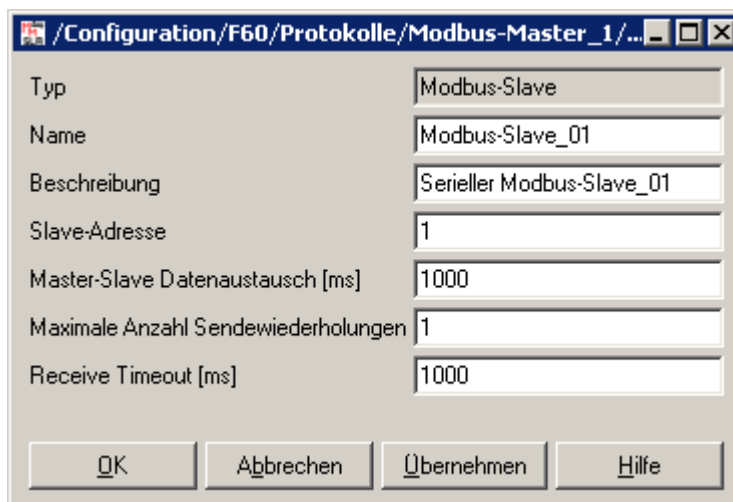 /Configuration/F60/Protokolle/Modbus-Master_1/...
Typ Modbus-Slave
Name Modbus-Slave_01
Beschreibung Serieller Modbus-Slave_01
Slave-Adresse 1
Master-Slave Datenaustausch [ms] 1000
Maximale Anzahl Sendewiederholungen 1
Receive Timeout [ms] 1000
OK Abbrechen Übernehmen Hilfe